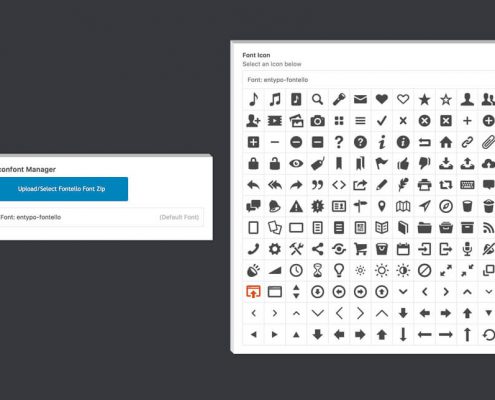 Iconfont Manager
Upload/Select Fontello Font Zip
Font: entypo-fontello (Default Font)
Font Icon
Select an icon below
Font: entypo-fontello